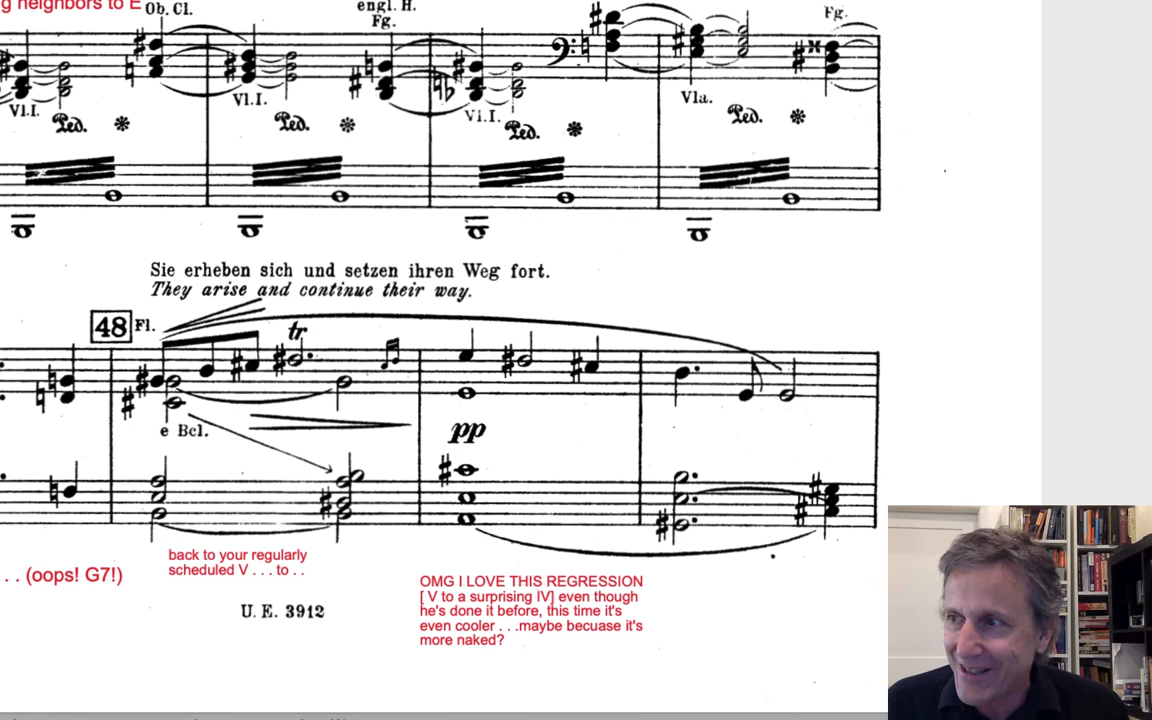 g neighbors to E
Ob. Cl.
engl. H.
Fg.
Fg.
Vl.I.
Vl.I.
Vl.I.
Vla.
Ped. *
Ped. *
Ped. *
Ped. *
Sie erheben sich und setzen ihren Weg fort.
They arise and continue their way.
48 Fl.
tr
e Bcl.
pp
back to your regularly
scheduled V . . . to . .
. . (oops! G7!)
OMG I LOVE THIS REGRESSION
[ V to a surprising IV] even though
he's done it before, this time it's
even cooler . . .maybe becuase it's
more naked?
U. E. 3912